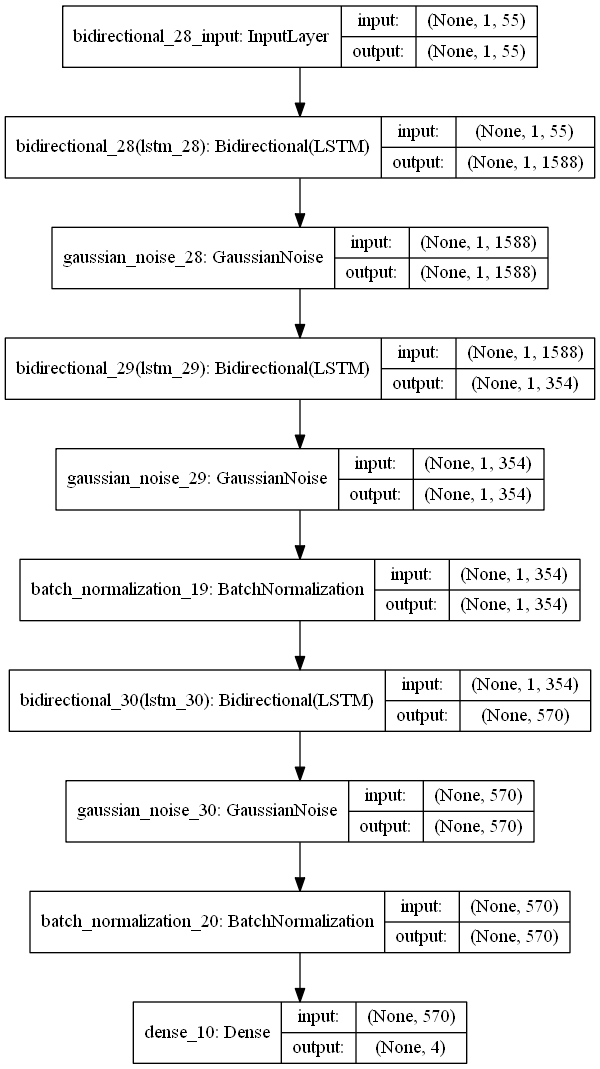 bidirectional_28_input: InputLayer
input: (None, 1, 55)
output: (None, 1, 55)
bidirectional_28(lstm_28): Bidirectional(LSTM)
input: (None, 1, 55)
output: (None, 1, 1588)
gaussian_noise_28: GaussianNoise
input: (None, 1, 1588)
output: (None, 1, 1588)
bidirectional_29(lstm_29): Bidirectional(LSTM)
input: (None, 1, 1588)
output: (None, 1, 354)
gaussian_noise_29: GaussianNoise
input: (None, 1, 354)
output: (None, 1, 354)
batch_normalization_19: BatchNormalization
input: (None, 1, 354)
output: (None, 1, 354)
bidirectional_30(lstm_30): Bidirectional(LSTM)
input: (None, 1, 354)
output: (None, 570)
gaussian_noise_30: GaussianNoise
input: (None, 570)
output: (None, 570)
batch_normalization_20: BatchNormalization
input: (None, 570)
output: (None, 570)
dense_10: Dense
input: (None, 570)
output: (None, 4)